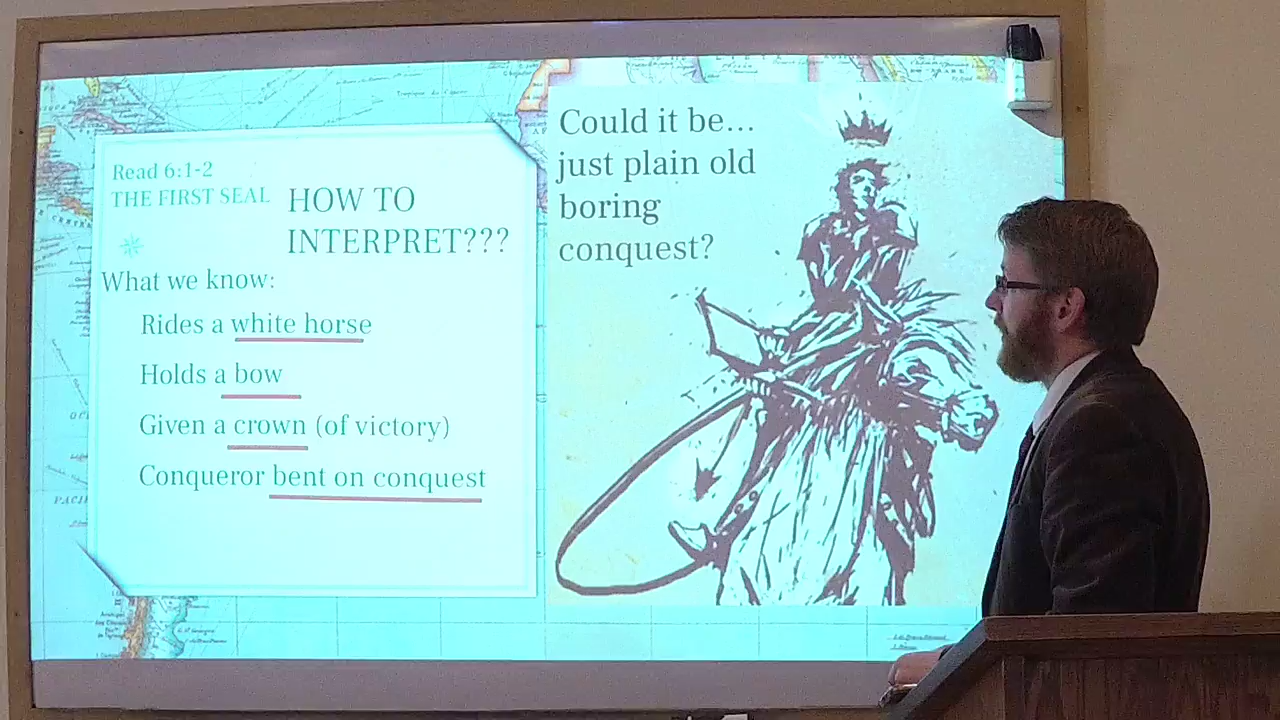 Read 6:1-2
THE FIRST SEAL
HOW TO
INTERPRET???
What we know:
Rides a white horse
Holds a bow
Given a crown (of victory)
Conqueror bent on conquest
Could it be...
just plain old
boring
conquest?